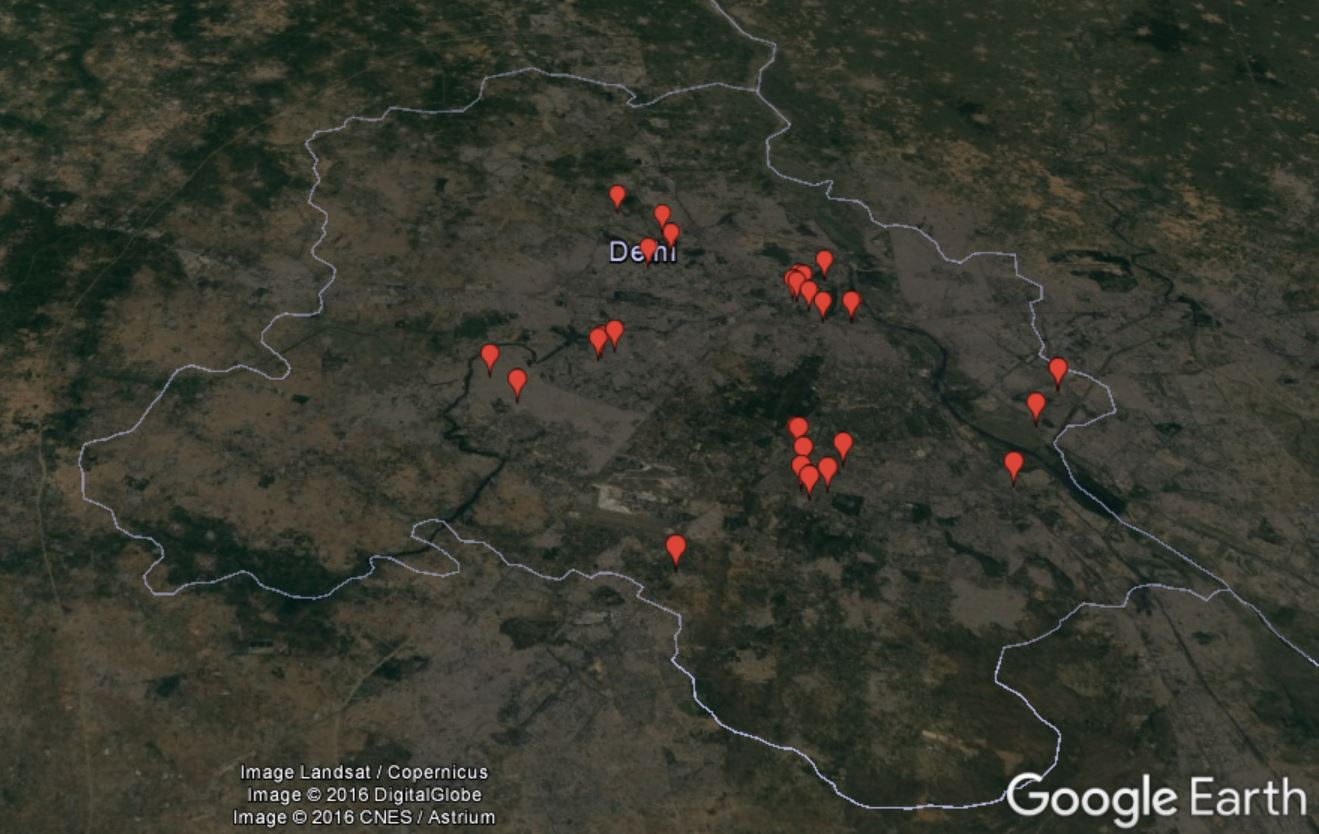 Delhi
Image Landsat / Copernicus
Image © 2016 DigitalGlobe
Image © 2016 CNES / Astrium
Google Earth